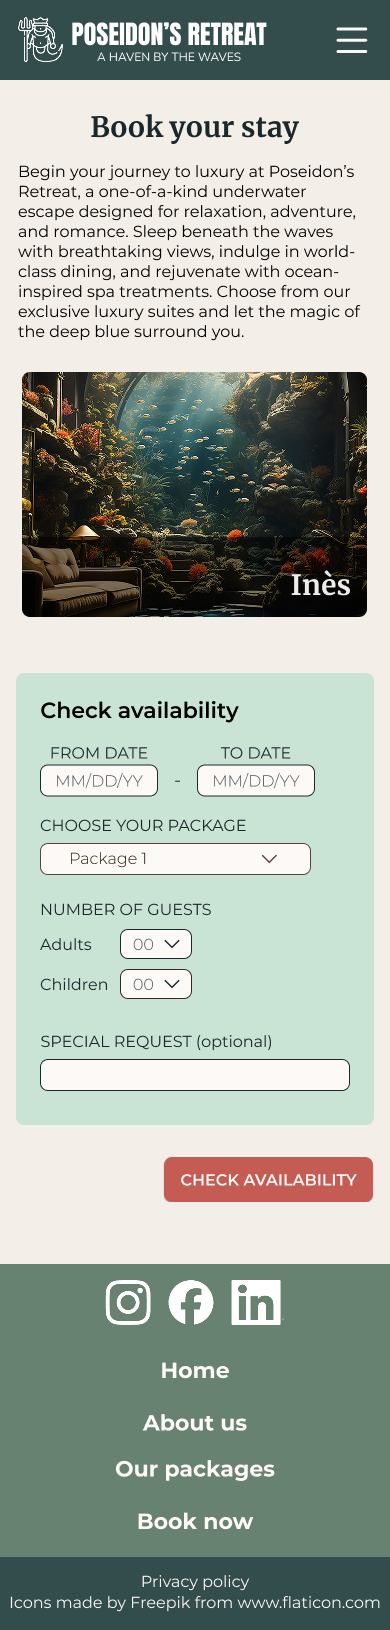 POSEIDON'S RETREAT
A HAVEN BY THE WAVES
Book your stay
Begin your journey to luxury at Poseidon’s
Retreat, a one-of-a-kind underwater
escape designed for relaxation, adventure,
and romance. Sleep beneath the waves
with breathtaking views, indulge in world-
class dining, and rejuvenate with ocean-
inspired spa treatments. Choose from our
exclusive luxury suites and let the magic of
the deep blue surround you.
Inès
Check availability
FROM DATE TO DATE
MM/DD/YY - MM/DD/YY
CHOOSE YOUR PACKAGE
Package 1
NUMBER OF GUESTS
Adults 00
Children 00
SPECIAL REQUEST (optional)
CHECK AVAILABILITY
in
Home
About us
Our packages
Book now
Privacy policy
Icons made by Freepik from www.flaticon.com